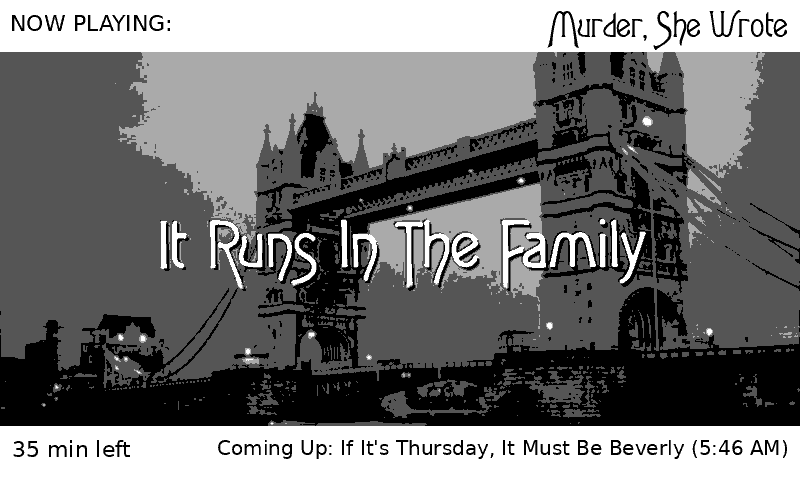 NOW PLAYING:
Murder, She Wrote
It Runs In The Family
35 min left
Coming Up: If It's Thursday, It Must Be Beverly (5:46 AM)